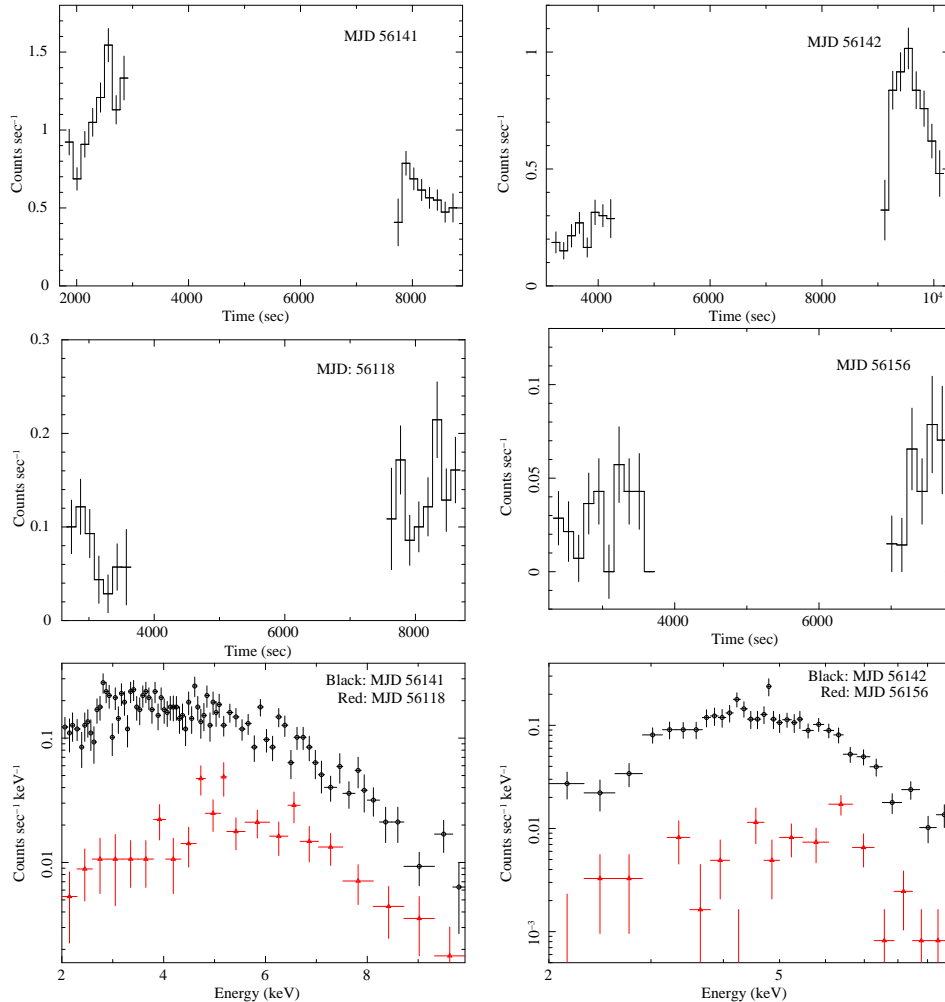 MJD 56141
Counts sec⁻¹
0
0.5
1
1.5
2000
4000
6000
8000
Time (sec)
MJD 56142
Counts sec⁻¹
0
0.5
1
4000
6000
8000
10⁴
Time (sec)
MJD: 56118
Counts sec⁻¹
0
0.1
0.2
0.3
4000
6000
8000
Time (sec)
MJD 56156
Counts sec⁻¹
0
0.05
0.1
4000
6000
Time (sec)
Black: MJD 56141
Red: MJD 56118
Counts sec⁻¹ keV⁻¹
0.01
0.1
2
4
6
8
Energy (keV)
Black: MJD 56142
Red: MJD 56156
Counts sec⁻¹ keV⁻¹
10⁻³
0.01
0.1
2
5
Energy (keV)